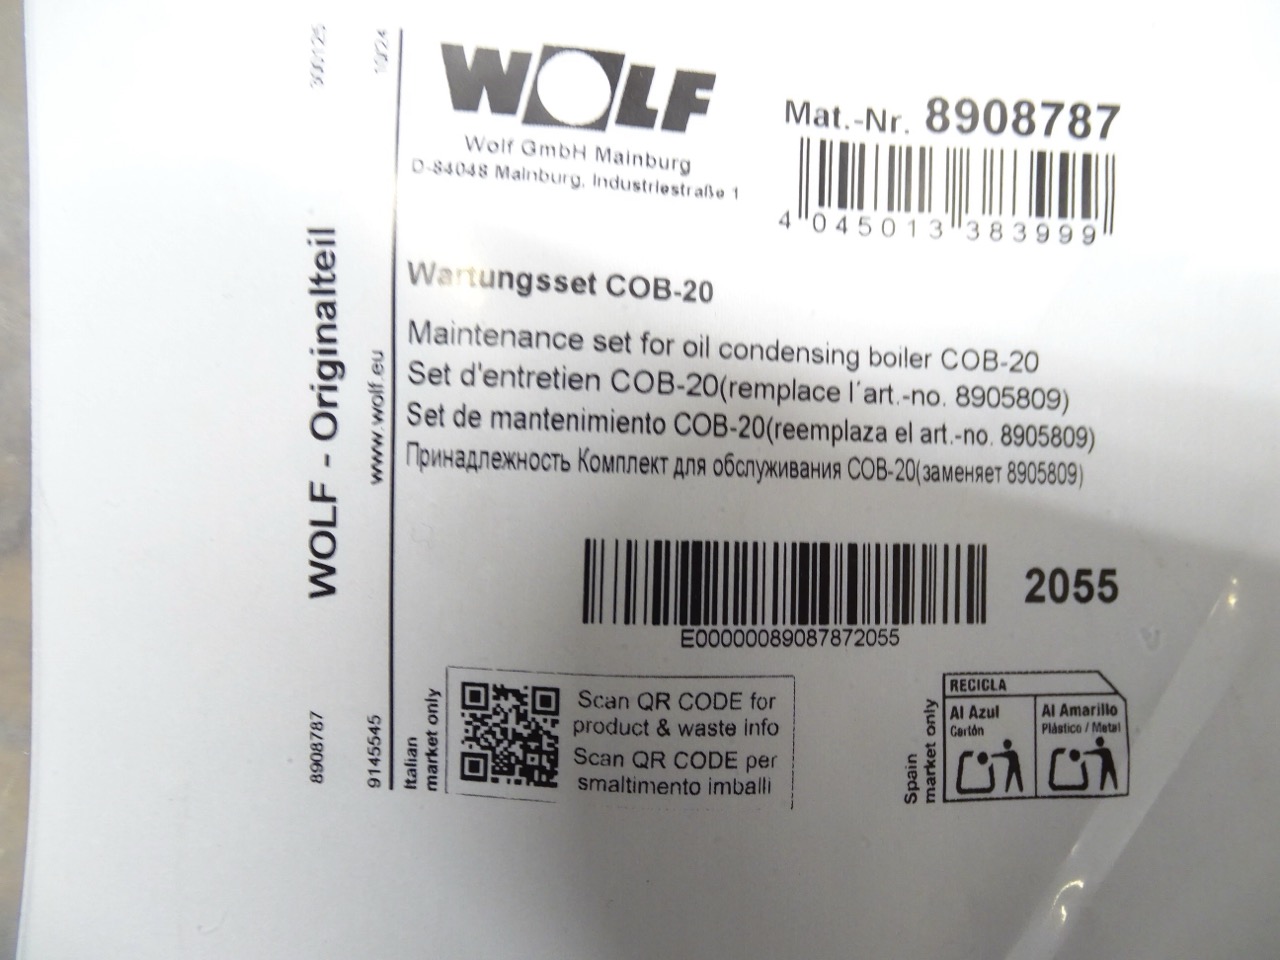 WOLF
Wolf GmbH Mainburg
D-84048 Mainburg, Industriestraße 1
Mat.-Nr. 8908787
4 045013 383999
Wartungsset COB-20
Maintenance set for oil condensing boiler COB-20
Set d'entretien COB-20(remplace l´art.-no. 8905809)
Set de mantenimiento COB-20(reemplaza el art.-no. 8905809)
Принадлежность Комплект для обслуживания COB-20(заменяет 8905809)
E00000089087872055
2055
WOLF - Originalteil
www.wolf.eu
10/24
8908787
9145545
Italian
market only
Scan QR CODE for
product & waste info
Scan QR CODE per
smaltimento imballi
Spain
market only
RECICLA
Al Azul
Cartón
Al Amarillo
Plástico / Metal